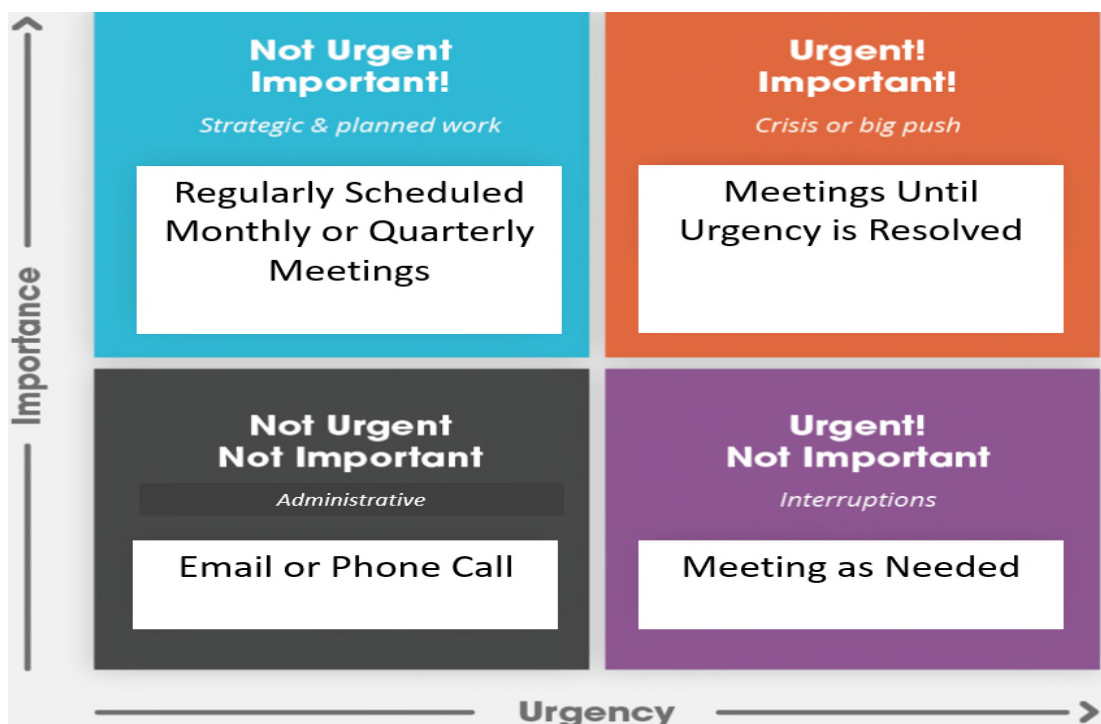 Not Urgent
Important!
Strategic & planned work
Regularly Scheduled
Monthly or Quarterly
Meetings
Urgent!
Important!
Crisis or big push
Meetings Until
Urgency is Resolved
Importance
Not Urgent
Not Important
Administrative
Email or Phone Call
Urgent!
Not Important
Interruptions
Meeting as Needed
Urgency